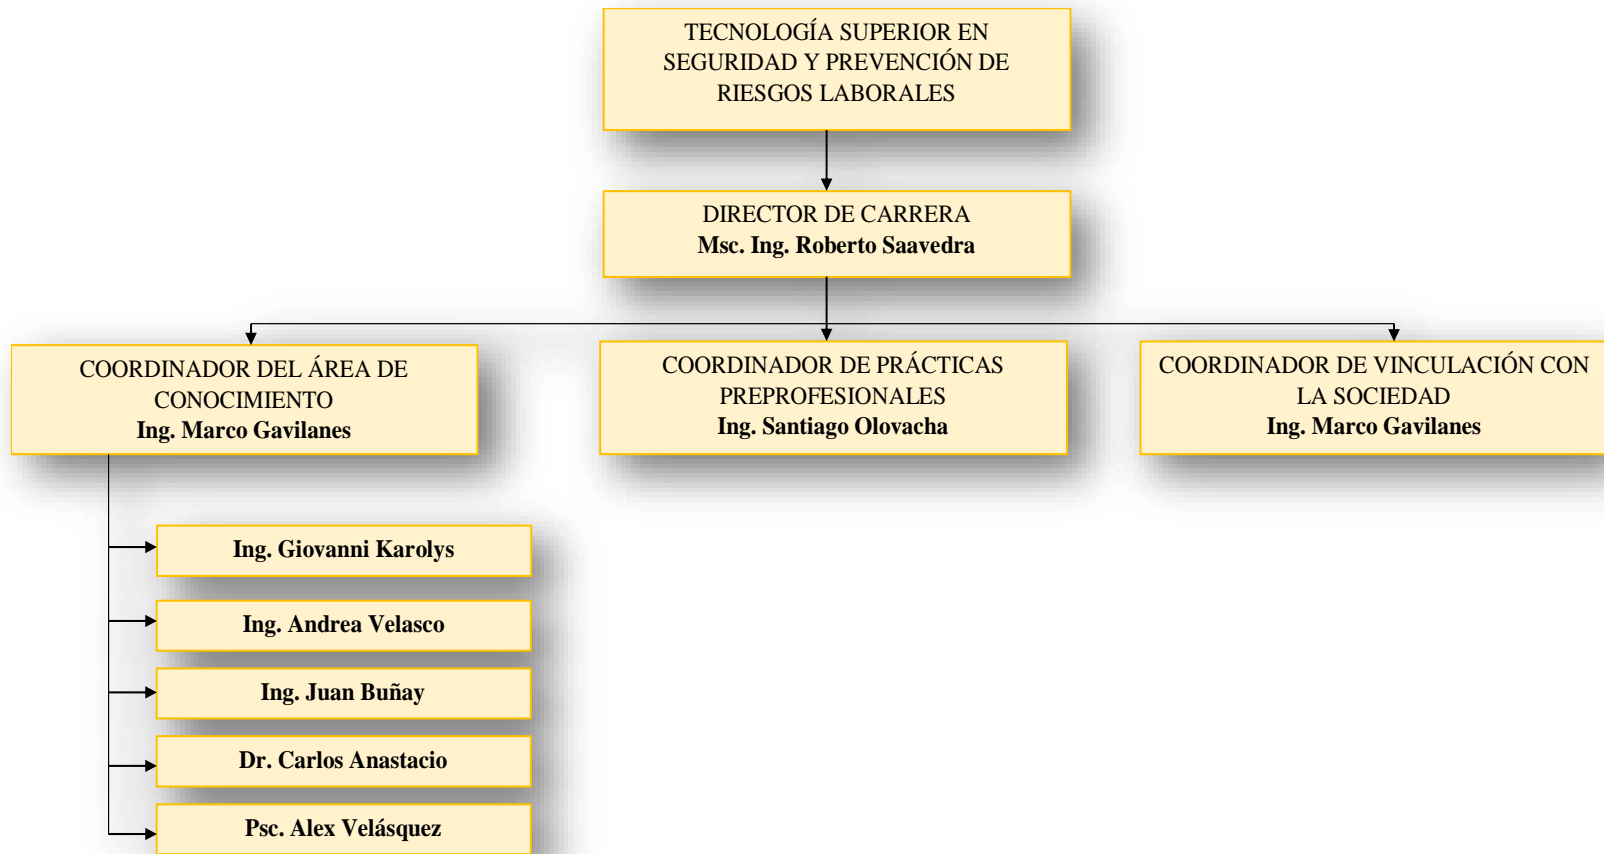 TECNOLOGÍA SUPERIOR EN
SEGURIDAD Y PREVENCIÓN DE
RIESGOS LABORALES
DIRECTOR DE CARRERA
Msc. Ing. Roberto Saavedra
COORDINADOR DEL ÁREA DE
CONOCIMIENTO
Ing. Marco Gavilanes
COORDINADOR DE PRÁCTICAS
PREPROFESIONALES
Ing. Santiago Olovacha
COORDINADOR DE VINCULACIÓN CON
LA SOCIEDAD
Ing. Marco Gavilanes
Ing. Giovanni Karolys
Ing. Andrea Velasco
Ing. Juan Buñay
Dr. Carlos Anastacio
Psc. Alex Velásquez